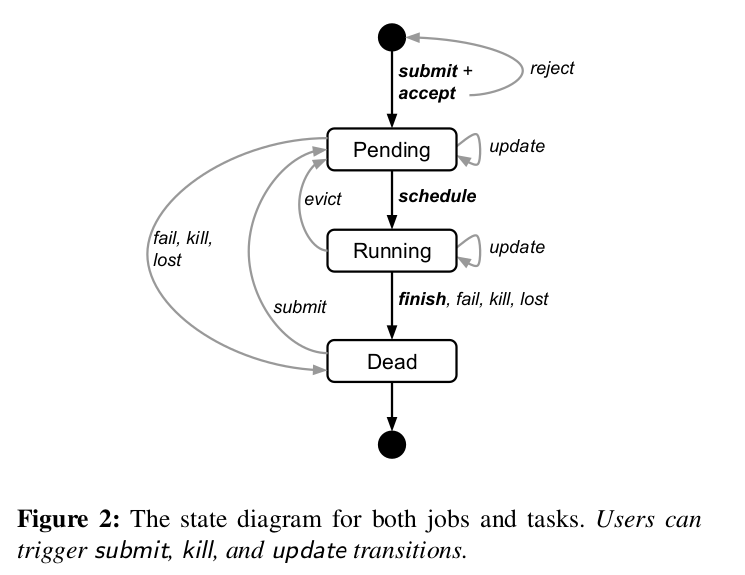 submit +
accept
reject
Pending
update
evict
schedule
fail, kill,
lost
Running
update
submit
finish, fail, kill, lost
Dead
Figure 2: The state diagram for both jobs and tasks. Users can
trigger submit, kill, and update transitions.